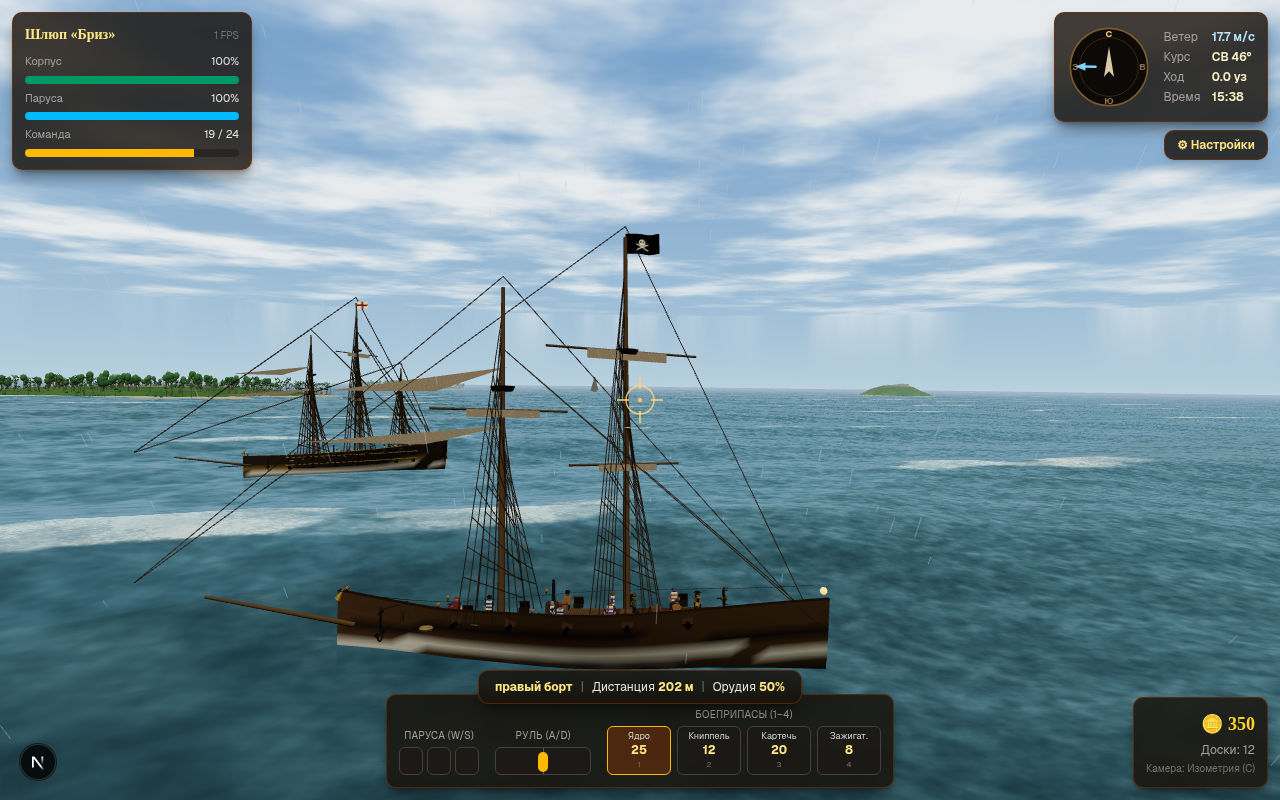 Шлюп «Бриз» 1 FPS
Корпус 100%
Паруса 100%
Команда 19 / 24
С
З В
Ю
Ветер 17.7 м/с
Курс СВ 46°
Ход 0.0 уз
Время 15:38
⚙ Настройки
правый борт | Дистанция 202 м | Орудия 50%
БОЕПРИПАСЫ (1–4)
ПАРУСА (W/S) РУЛЬ (A/D)
Ядро Книппель Картечь Зажигат.
25 12 20 8
1 2 3 4
350
Доски: 12
Камера: Изометрия (C)
N